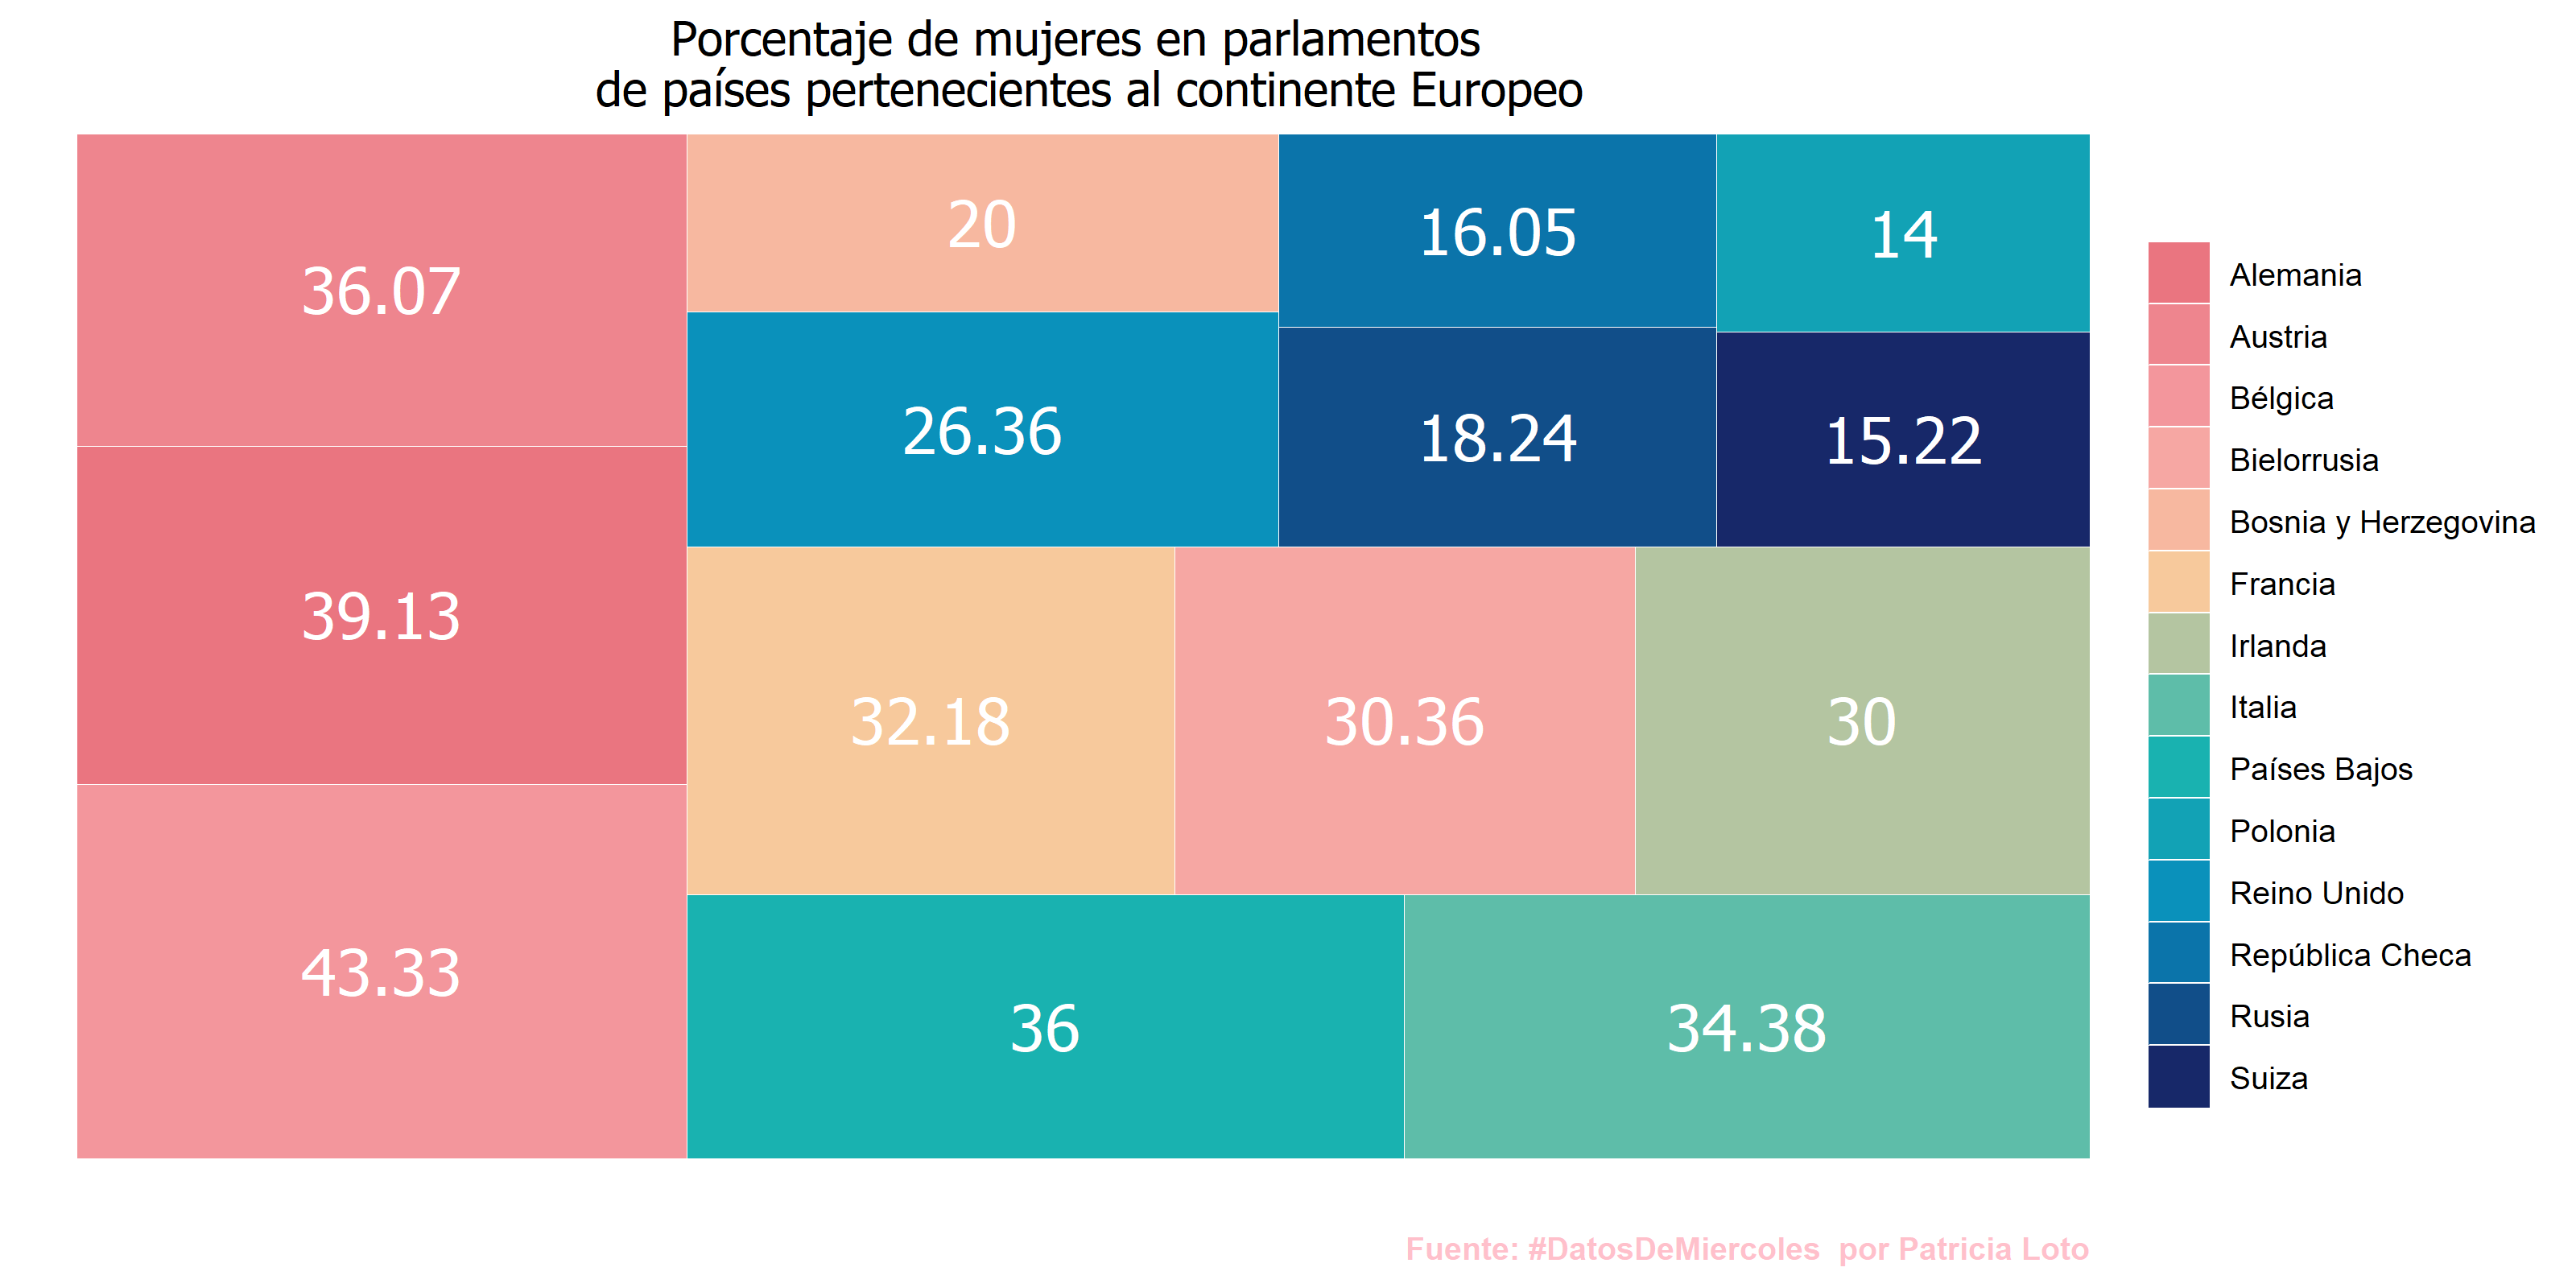 Porcentaje de mujeres en parlamentos
de países pertenecientes al continente Europeo
36.07
20
16.05
14
26.36
18.24
15.22
39.13
32.18
30.36
30
43.33
36
34.38
Alemania
Austria
Bélgica
Bielorrusia
Bosnia y Herzegovina
Francia
Irlanda
Italia
Países Bajos
Polonia
Reino Unido
República Checa
Rusia
Suiza
Fuente: #DatosDeMiercoles  por Patricia Loto